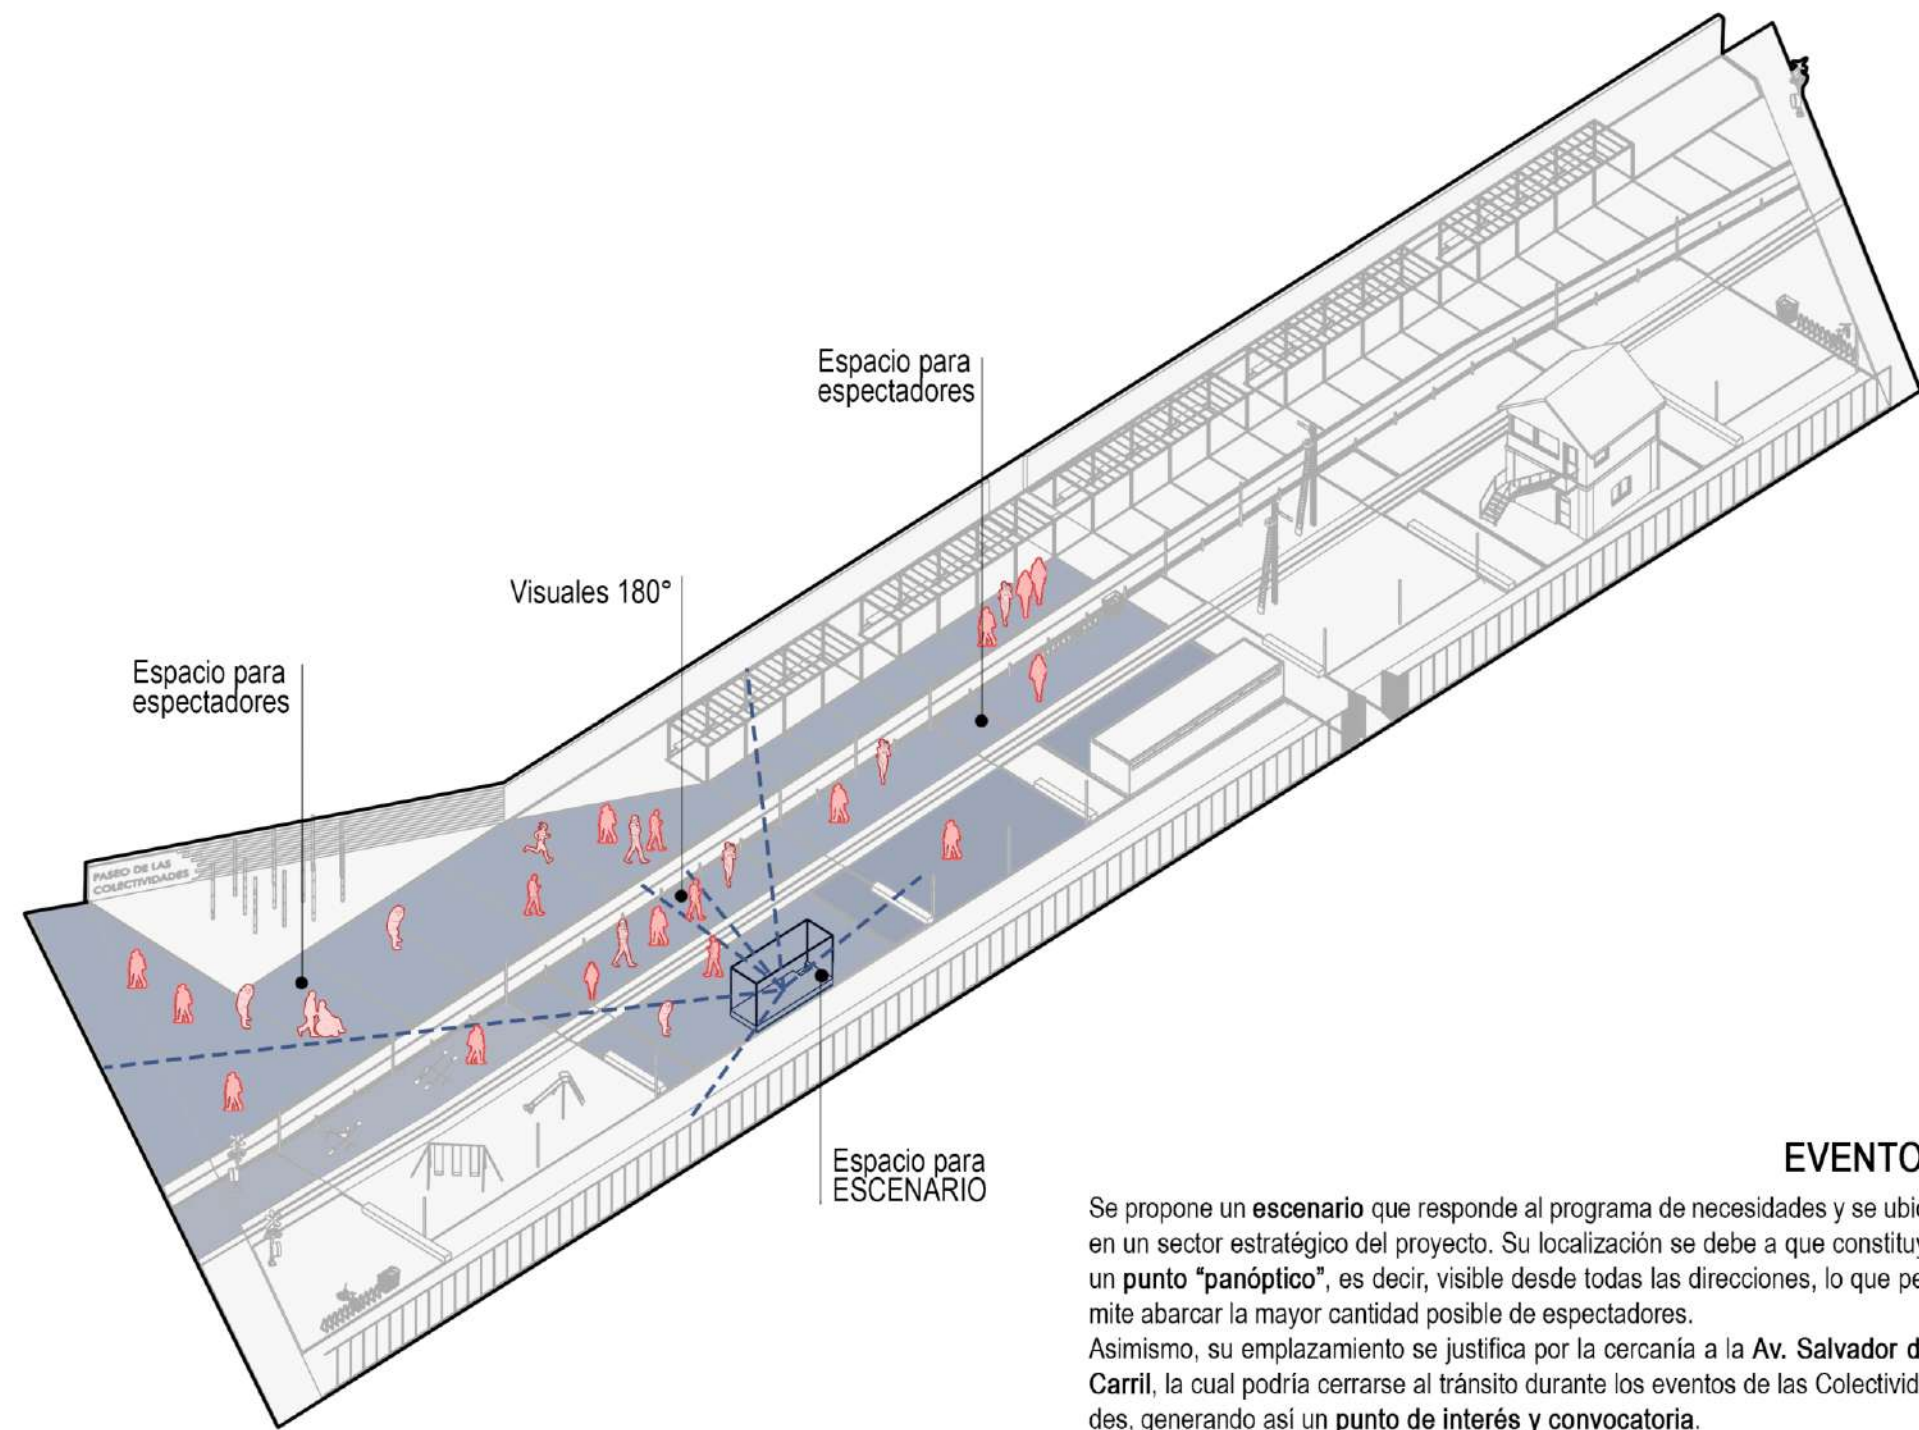 Espacio para
espectadores
Visuales 180°
Espacio para
espectadores
PASEO DE LAS
COLECTIVIDADES
Espacio para
ESCENARIO
EVENTO
Se propone un escenario que responde al programa de necesidades y se ubic
en un sector estratégico del proyecto. Su localización se debe a que constituy
un punto “panóptico”, es decir, visible desde todas las direcciones, lo que pe
mite abarcar la mayor cantidad posible de espectadores.
Asimismo, su emplazamiento se justifica por la cercanía a la Av. Salvador d
Carril, la cual podría cerrarse al tránsito durante los eventos de las Colectivid
des, generando así un punto de interés y convocatoria.